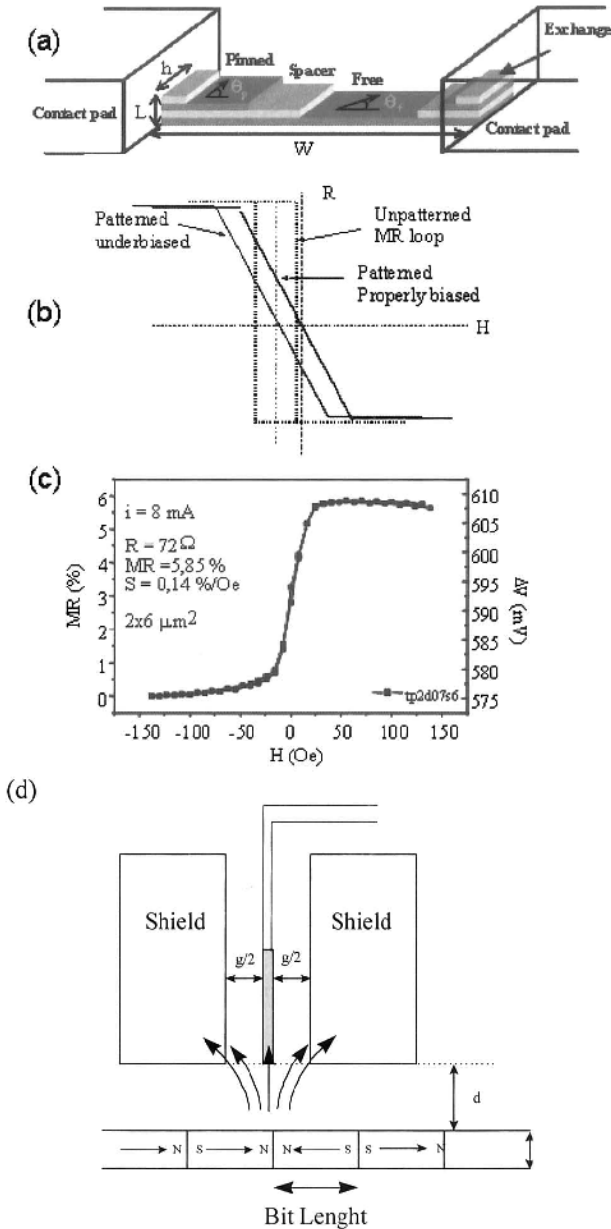 (a)
Exchange
Pinned
h
Spacer
Free
Contact pad
L
Contact pad
W
R
Patterned
underbiased
Unpatterned
MR loop
Patterned
Properly biased
(b)
H
(c)
i = 8 mA
R = 72 Ω
MR = 5,85 %
S = 0,14 %/Oe
2x6 μm²
MR (%)
6
5
4
3
2
1
0
610
605
600
595
590
585
580
575
ΔV (mV)
tp2d07s6
-150 -100 -50 0 50 100 150
H (Oe)
(d)
Shield
Shield
g/2
g/2
d
N S N N S S N
Bit Lenght